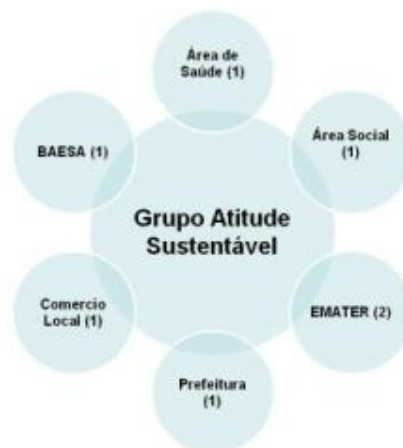 Área de
Saúde (1)
BAESA (1)
Área Social
(1)
Grupo Atitude
Sustentável
Comercio
Local (1)
EMATER (2)
Prefeitura
(1)